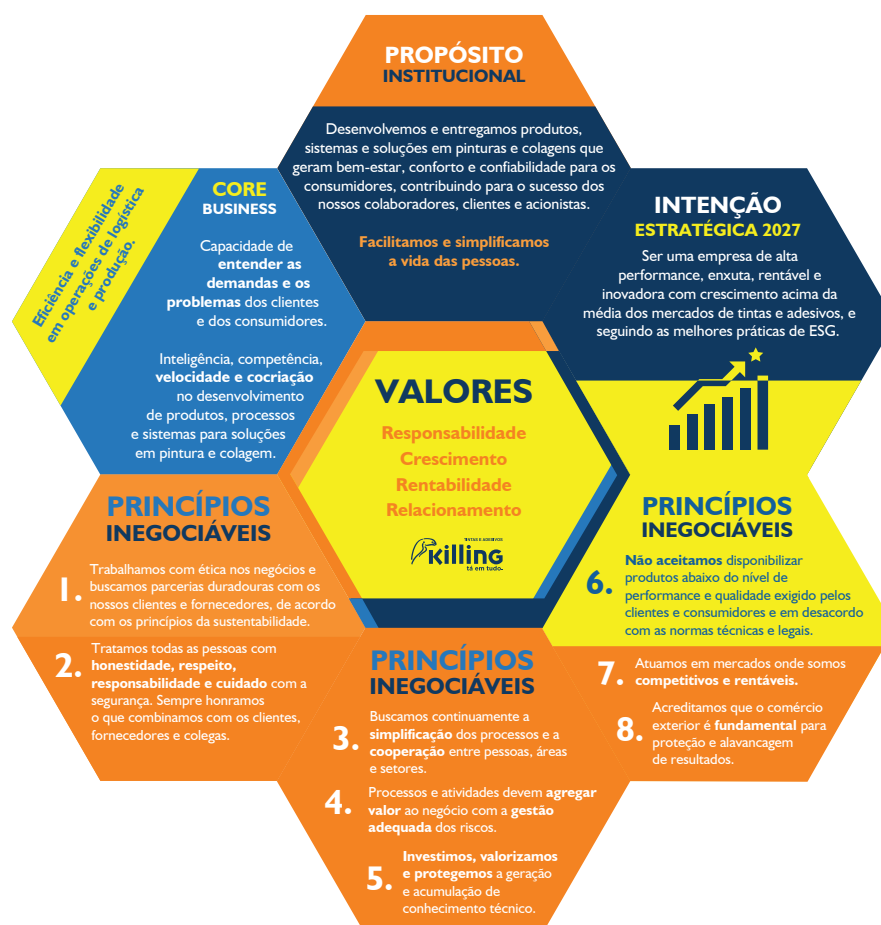 PROPÓSITO
INSTITUCIONAL
Desenvolvemos e entregamos produtos,
sistemas e soluções em pinturas e colagens que
geram bem-estar, conforto e confiabilidade para os
consumidores, contribuindo para o sucesso dos
nossos colaboradores, clientes e acionistas.
Facilitamos e simplificamos
a vida das pessoas.
Eficiência e flexibilidade
em operações de logística
e produção.
CORE
BUSINESS
Capacidade de
entender as
demandas e os
problemas dos clientes
e dos consumidores.
Inteligência, competência,
velocidade e cocriação
no desenvolvimento
de produtos, processos
e sistemas para soluções
em pintura e colagem.
INTENÇÃO
ESTRATÉGICA 2027
Ser uma empresa de alta
performance, enxuta, rentável e
inovadora com crescimento acima da
média dos mercados de tintas e adesivos, e
seguindo as melhores práticas de ESG.
VALORES
Responsabilidade
Crescimento
Rentabilidade
Relacionamento
TINTAS E ADESIVOS
Killing
tá em tudo.
PRINCÍPIOS
INEGOCIÁVEIS
1. Trabalhamos com ética nos negócios e
buscamos parcerias duradouras com os
nossos clientes e fornecedores, de acordo
com os princípios da sustentabilidade.
2. Tratamos todas as pessoas com
honestidade, respeito,
responsabilidade e cuidado com a
segurança. Sempre honramos
o que combinamos com os clientes,
fornecedores e colegas.
PRINCÍPIOS
INEGOCIÁVEIS
3. Buscamos continuamente a
simplificação dos processos e a
cooperação entre pessoas, áreas
e setores.
4. Processos e atividades devem agregar
valor ao negócio com a gestão
adequada dos riscos.
5. Investimos, valorizamos
e protegemos a geração
e acumulação de
conhecimento técnico.
PRINCÍPIOS
INEGOCIÁVEIS
6. Não aceitamos disponibilizar
produtos abaixo do nível de
performance e qualidade exigido pelos
clientes e consumidores e em desacordo
com as normas técnicas e legais.
7. Atuamos em mercados onde somos
competitivos e rentáveis.
8. Acreditamos que o comércio
exterior é fundamental para
proteção e alavancagem
de resultados.